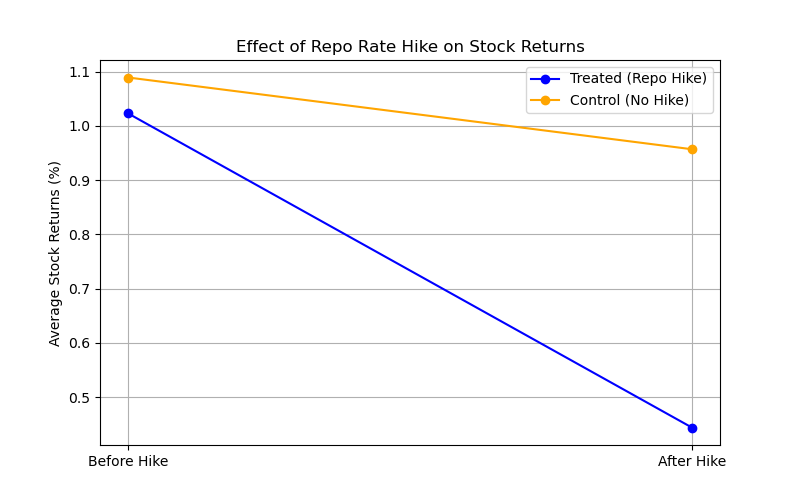 Effect of Repo Rate Hike on Stock Returns
Treated (Repo Hike)
Control (No Hike)
Average Stock Returns (%)
1.1
1.0
0.9
0.8
0.7
0.6
0.5
Before Hike
After Hike